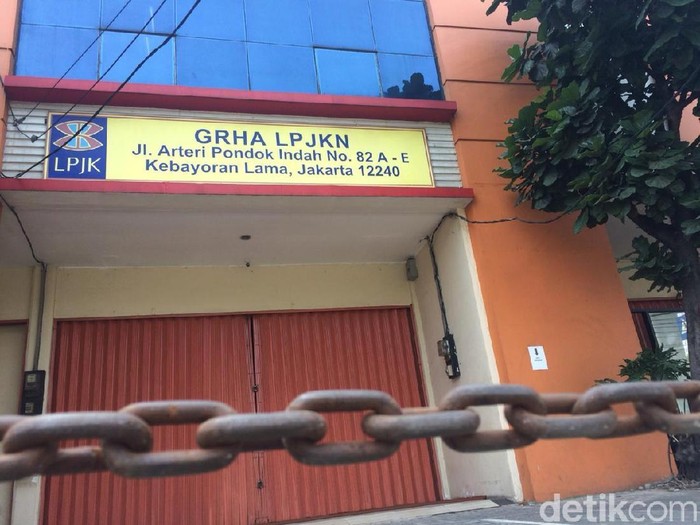 GRHA LPJKN
Jl. Arteri Pondok Indah No. 82 A - E
Kebayoran Lama, Jakarta 12240
LPJK
detikcom